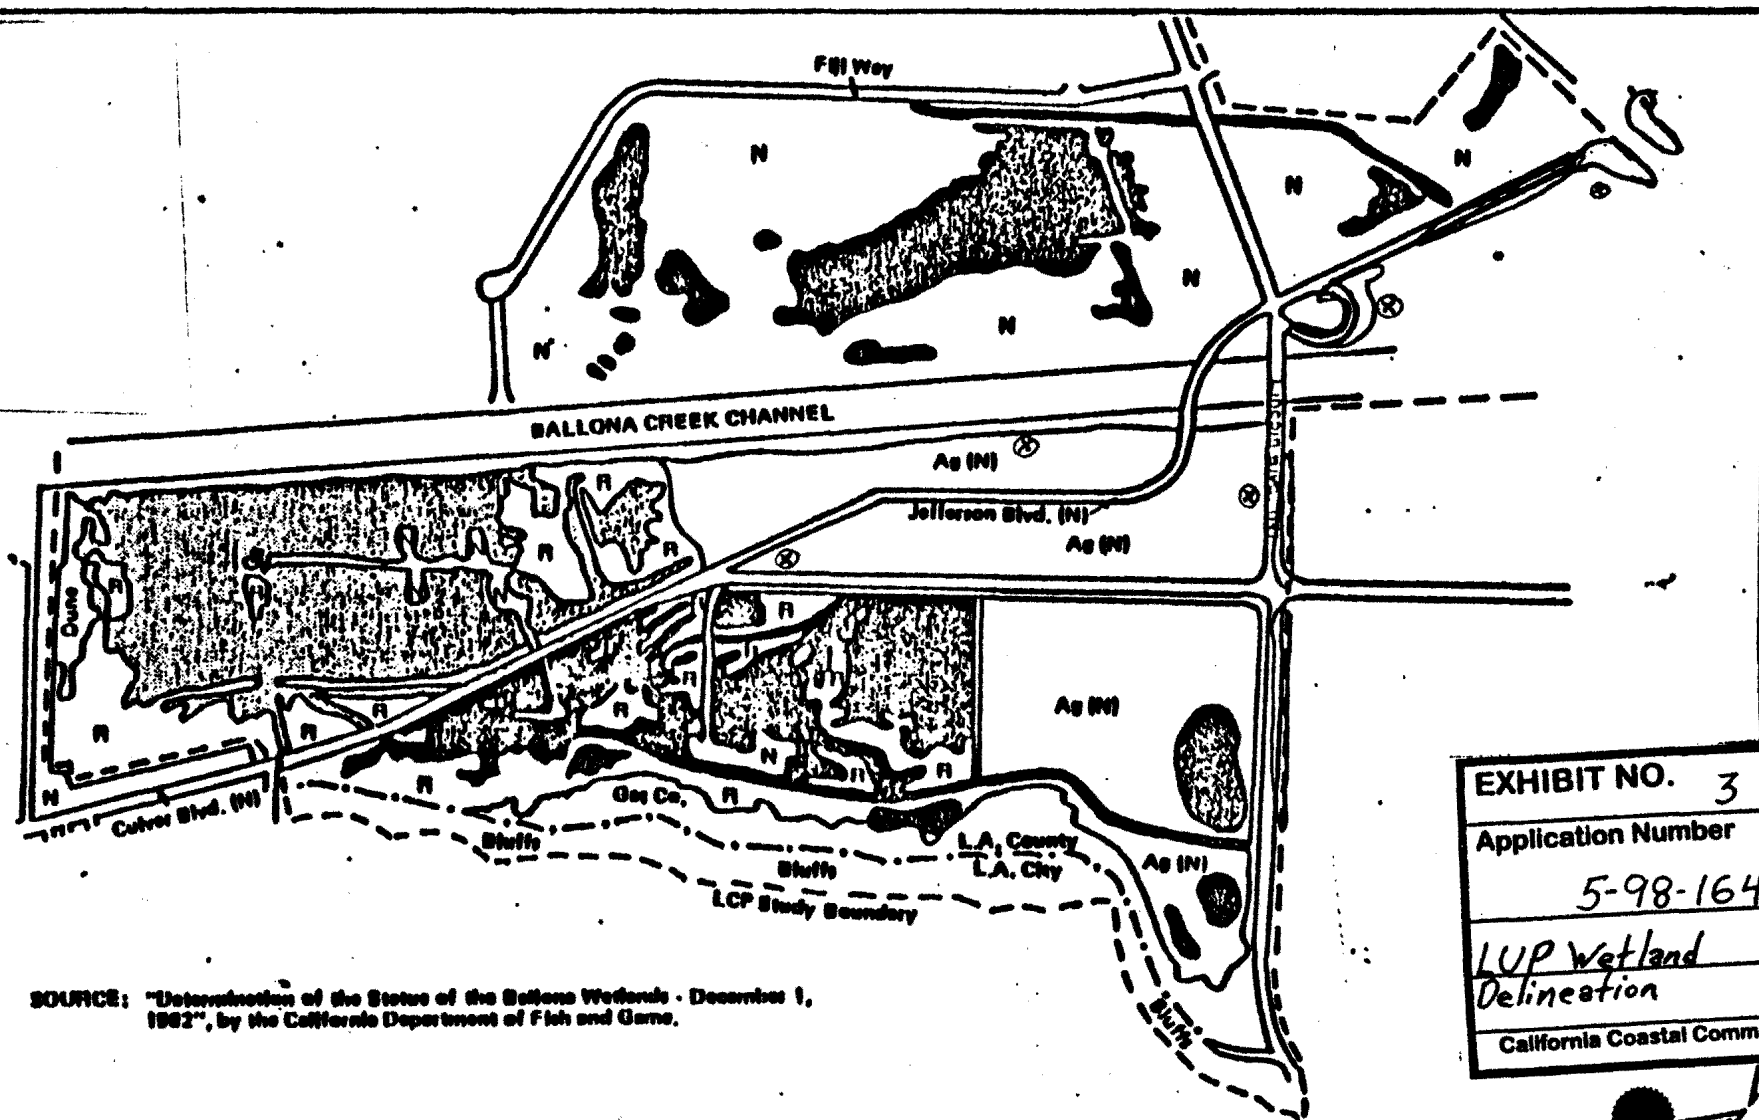 Fiji Way
N
N
N
N
N
N
N
BALLONA CREEK CHANNEL
Ag (N)
R
R
R
R
Jefferson Blvd. (N)
Ag (N)
Dune
R
R
R
R
Ag (N)
R
R
R
R
N
R
R
N
R
Gas Co.
R
Culver Blvd. (N)
Bluffs
L.A. County
L.A. City
Bluffs
Ag (N)
LCP Study Boundary
Bluffs
EXHIBIT NO. 3
Application Number
5-98-164
LUP Wetland
Delineation
California Coastal Comm
SOURCE: "Determination of the Status of the Ballona Wetlands - December 1,
1982", by the California Department of Fish and Game.